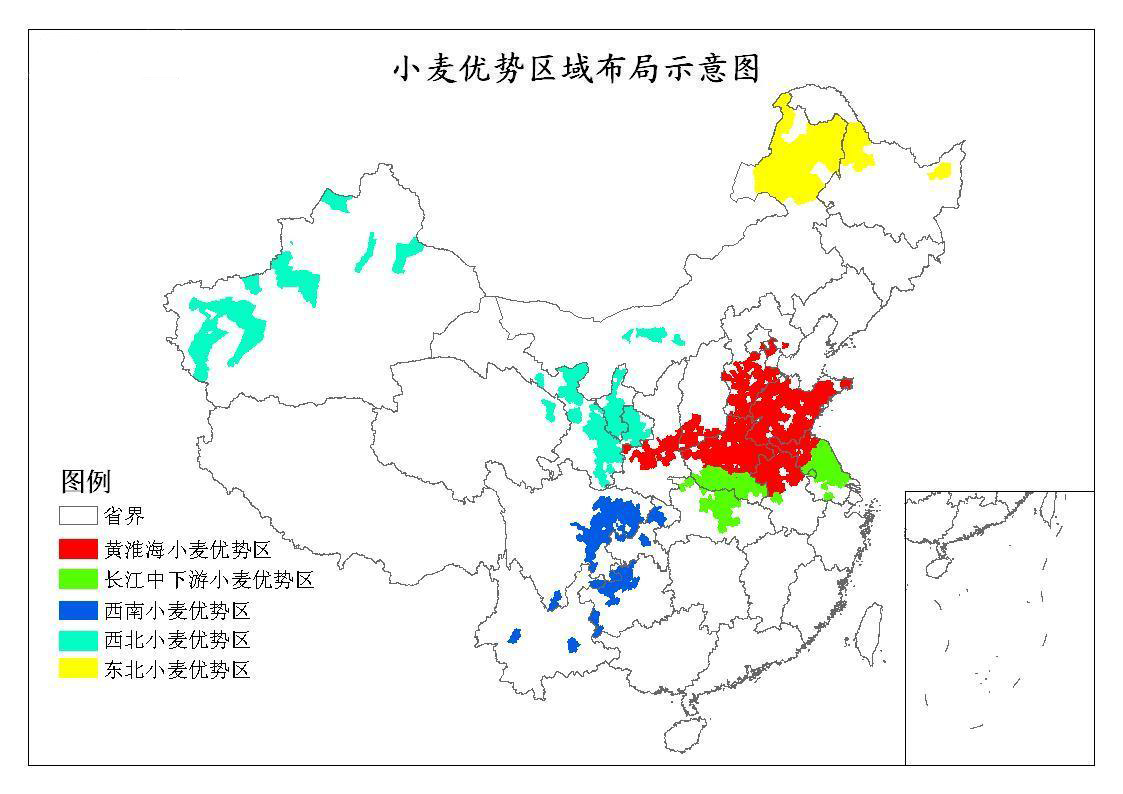 小麦优势区域布局示意图
图例
省界
黄淮海小麦优势区
长江中下游小麦优势区
西南小麦优势区
西北小麦优势区
东北小麦优势区